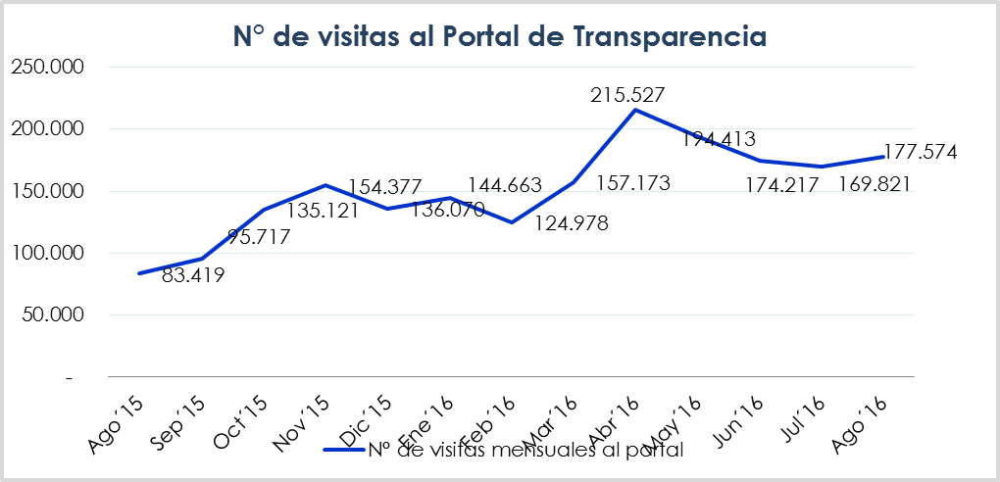 N° de visitas al Portal de Transparencia
250.000
200.000
150.000
100.000
50.000
-
83.419
95.717
135.121
154.377
136.070
144.663
124.978
157.173
215.527
194.413
174.217
169.821
177.574
Ago´15
Sep´15
Oct´15
Nov´15
Dic´15
Ene´16
Feb´16
Mar´16
Abr´16
May´16
Jun´16
Jul´16
Ago´16
N° de visitas mensuales al portal